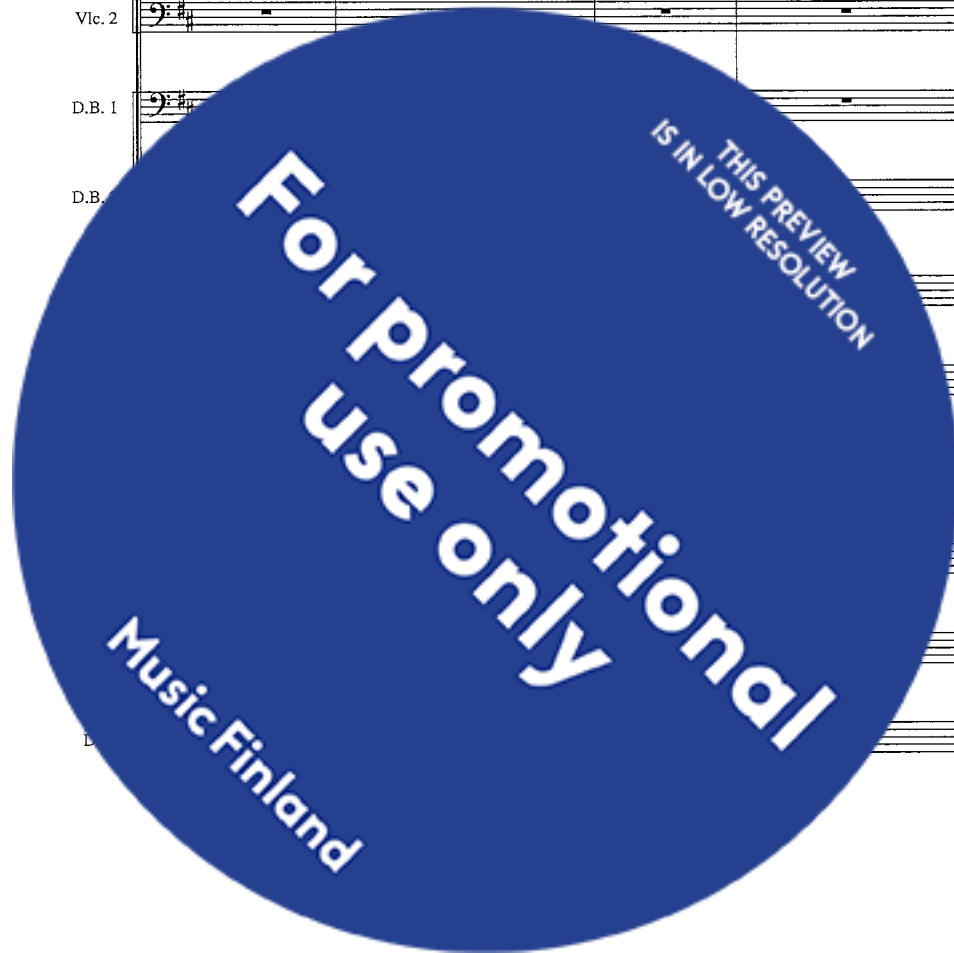 Vlc. 2
D.B. 1
D.B.
THIS PREVIEW
IS IN LOW RESOLUTION
For promotional
use only
Music Finland